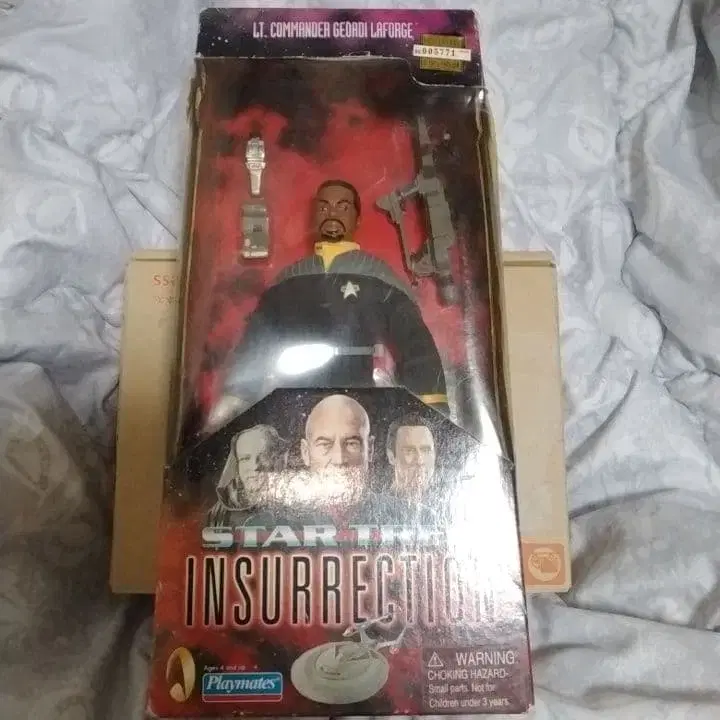 LT. COMMANDER GEORDI LAFORGE
005771
STAR TRE
INSURRECTION
Ages 4 and up
Playmates
WARNING:
CHOKING HAZARD-
Small parts. Not for
Children under 3 years.